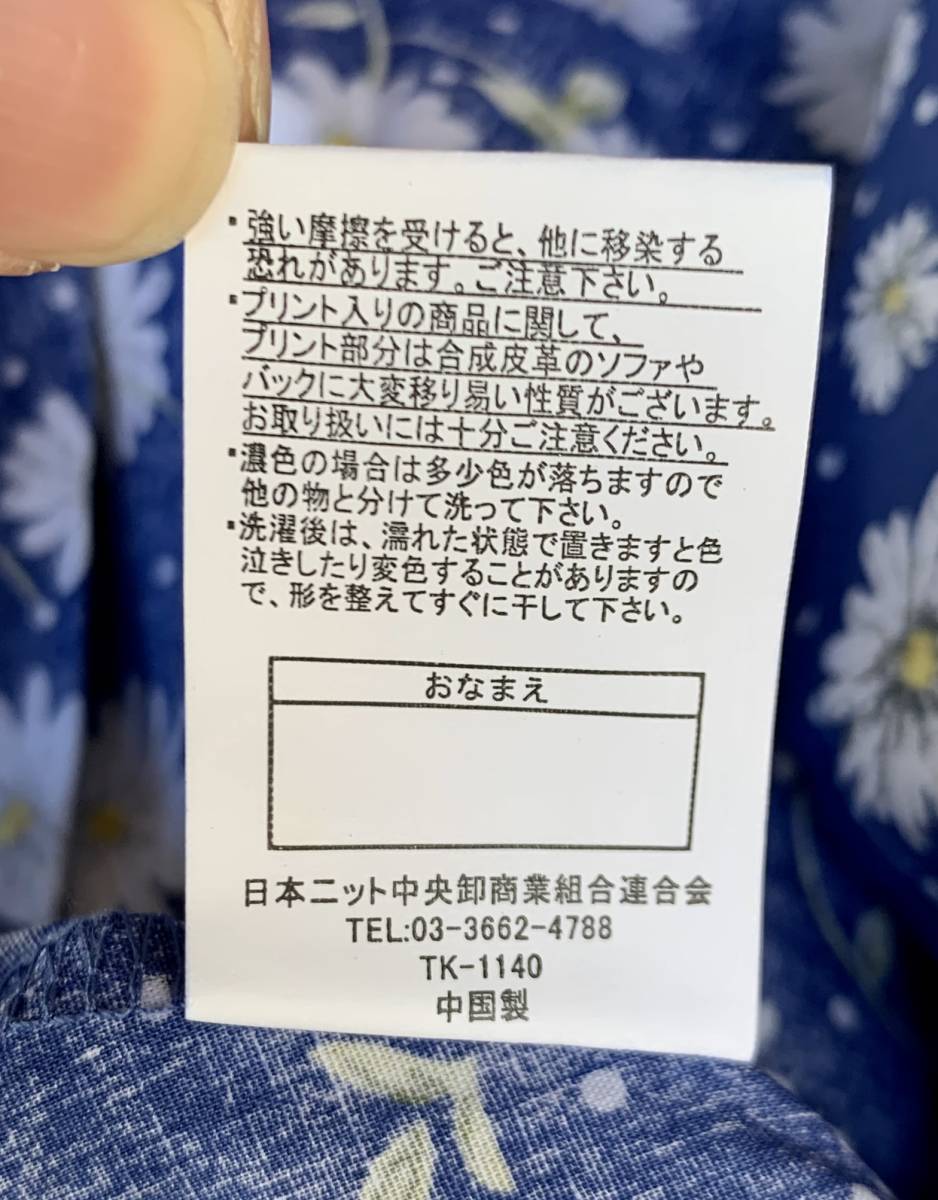 ・強い摩擦を受けると、他に移染する
恐れがあります。ご注意下さい。
・プリント入りの商品に関して、
プリント部分は合成皮革のソファや
バックに大変移り易い性質がございます。
お取り扱いには十分ご注意ください。
・濃色の場合は多少色が落ちますので
他の物と分けて洗って下さい。
・洗濯後は、濡れた状態で置きますと色
泣きしたり変色することがありますの
で、形を整えてすぐに干して下さい。
おなまえ
日本ニット中央卸商業組合連合会
TEL:03-3662-4788
TK-1140
中国製